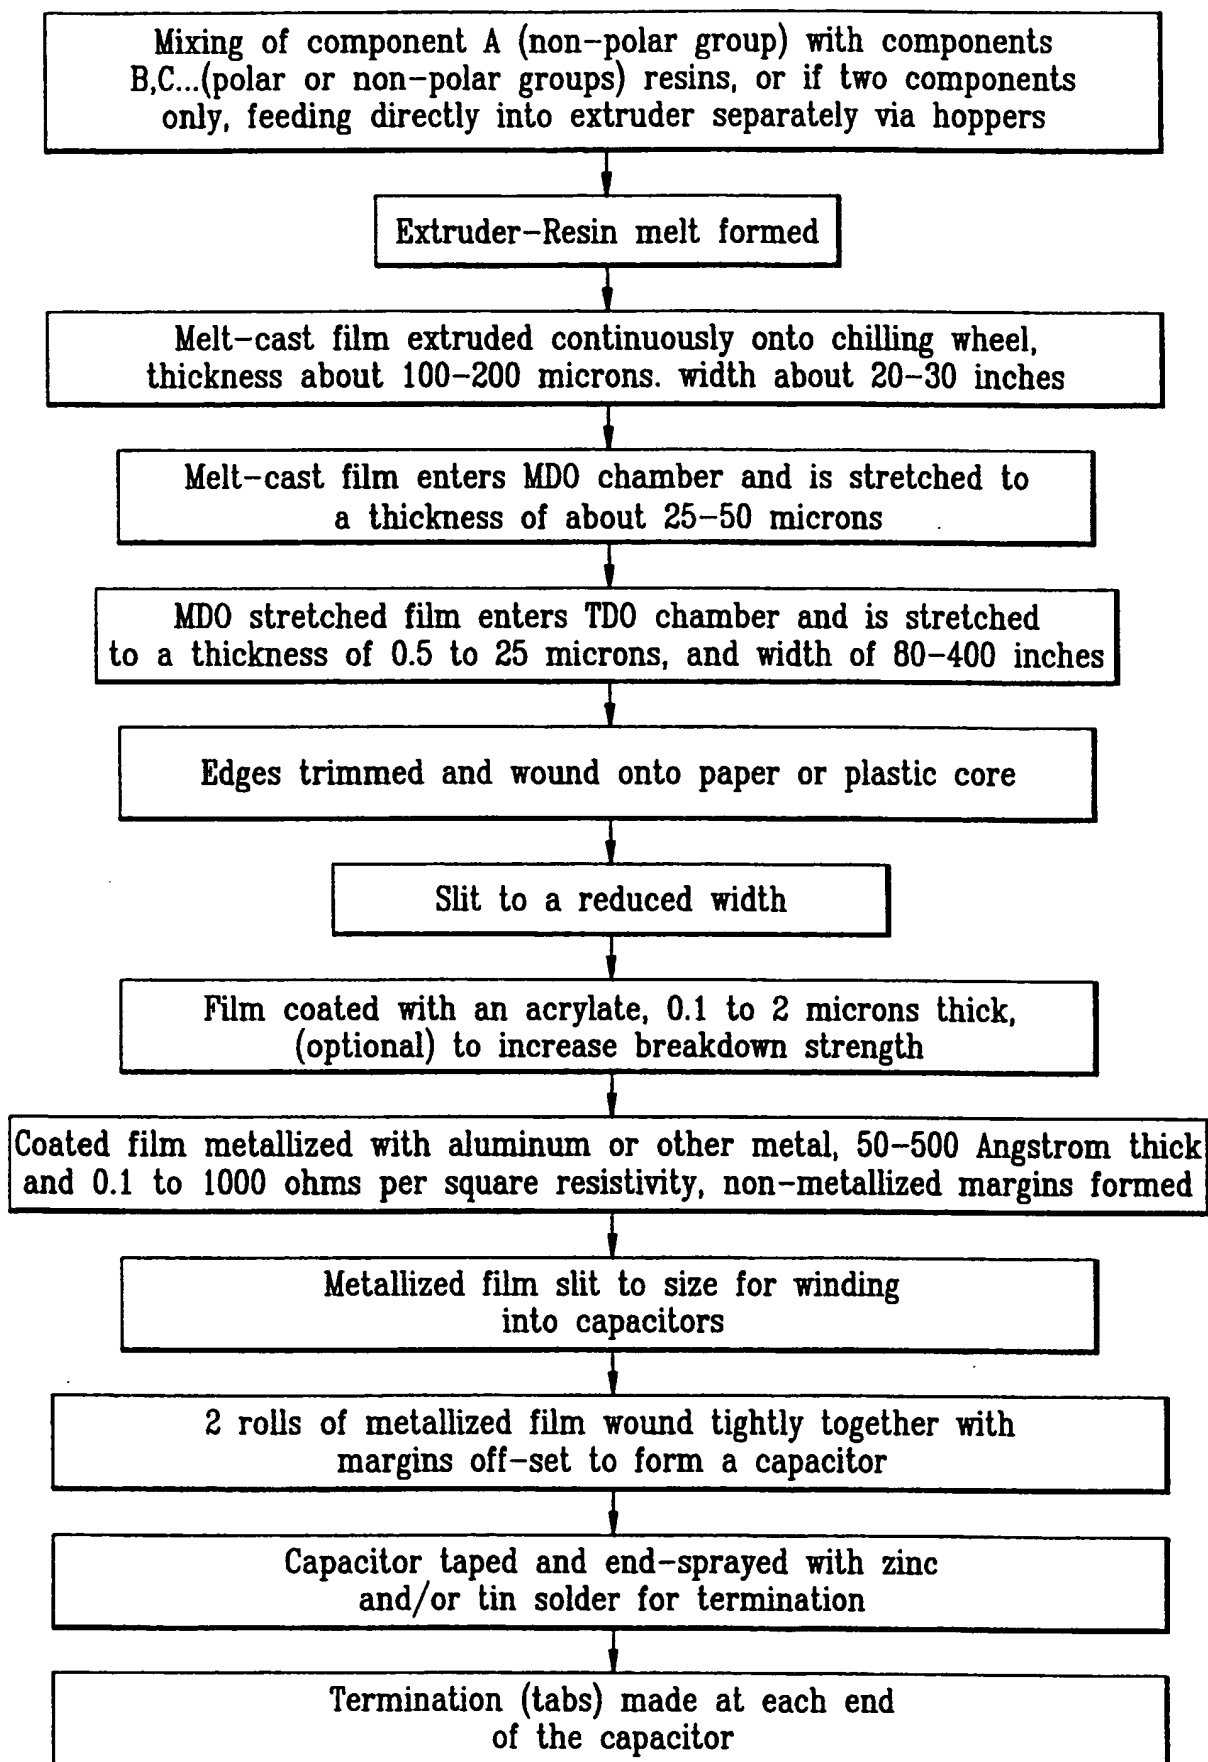 Mixing of component A (non-polar group) with components
B,C...(polar or non-polar groups) resins, or if two components
only, feeding directly into extruder separately via hoppers
Extruder-Resin melt formed
Melt-cast film extruded continuously onto chilling wheel,
thickness about 100-200 microns. width about 20-30 inches
Melt-cast film enters MDO chamber and is stretched to
a thickness of about 25-50 microns
MDO stretched film enters TDO chamber and is stretched
to a thickness of 0.5 to 25 microns, and width of 80-400 inches
Edges trimmed and wound onto paper or plastic core
Slit to a reduced width
Film coated with an acrylate, 0.1 to 2 microns thick,
(optional) to increase breakdown strength
Coated film metallized with aluminum or other metal, 50-500 Angstrom thick
and 0.1 to 1000 ohms per square resistivity, non-metallized margins formed
Metallized film slit to size for winding
into capacitors
2 rolls of metallized film wound tightly together with
margins off-set to form a capacitor
Capacitor taped and end-sprayed with zinc
and/or tin solder for termination
Termination (tabs) made at each end
of the capacitor